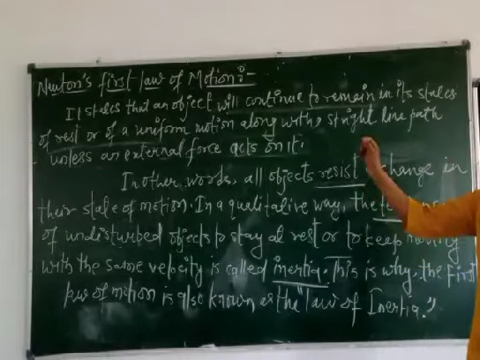 Newton's first law of Motion:-
It states that an object will continue to remain in its states
of rest or of a uniform motion along with a straight line path
unless an external force acts on it.
In other words, all objects resist change in
their state of motion. In a qualitative way, the
of undisturbed objects to stay at rest or to keep moving
with the same velocity is called inertia. This is why, the first
law of motion is also known as the "law of Inertia."